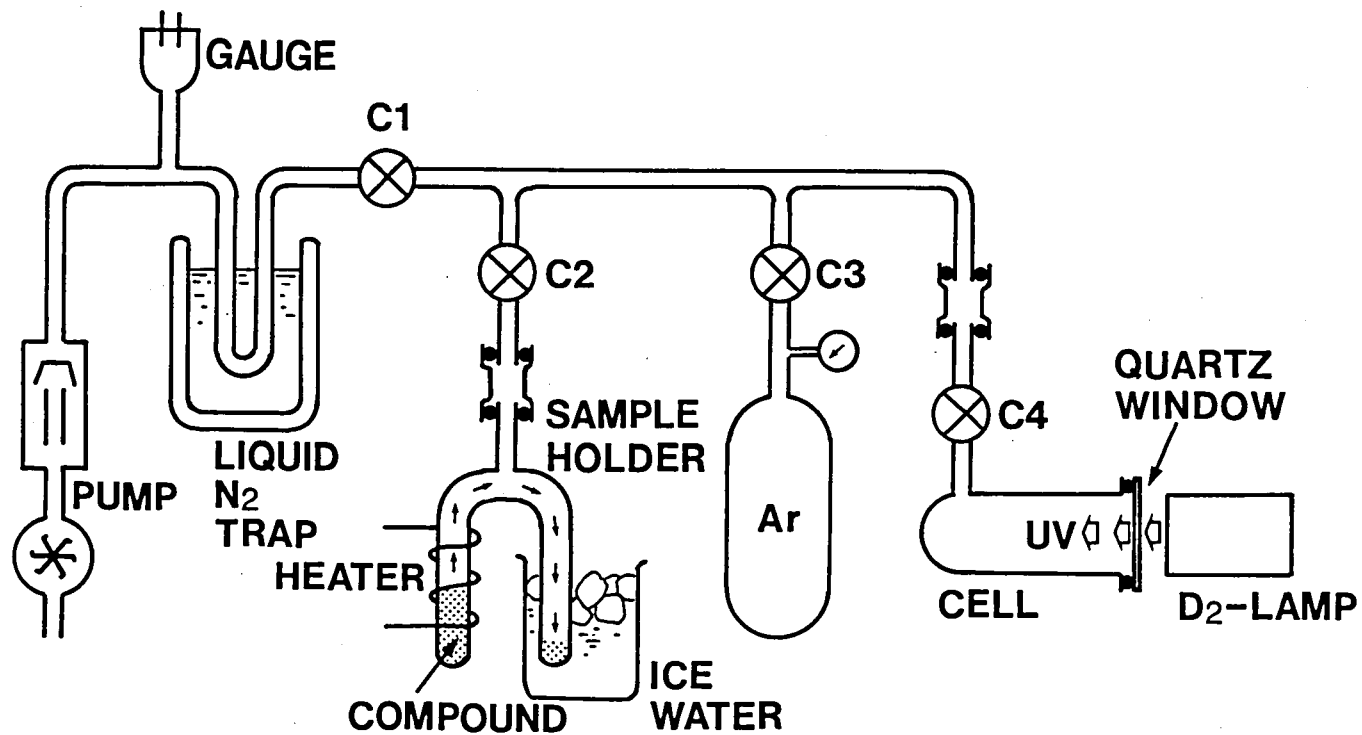 GAUGE
C1
C2
C3
QUARTZ
WINDOW
C4
SAMPLE
HOLDER
LIQUID
N2
TRAP
PUMP
Ar
UV
HEATER
CELL
D2-LAMP
ICE
WATER
COMPOUND